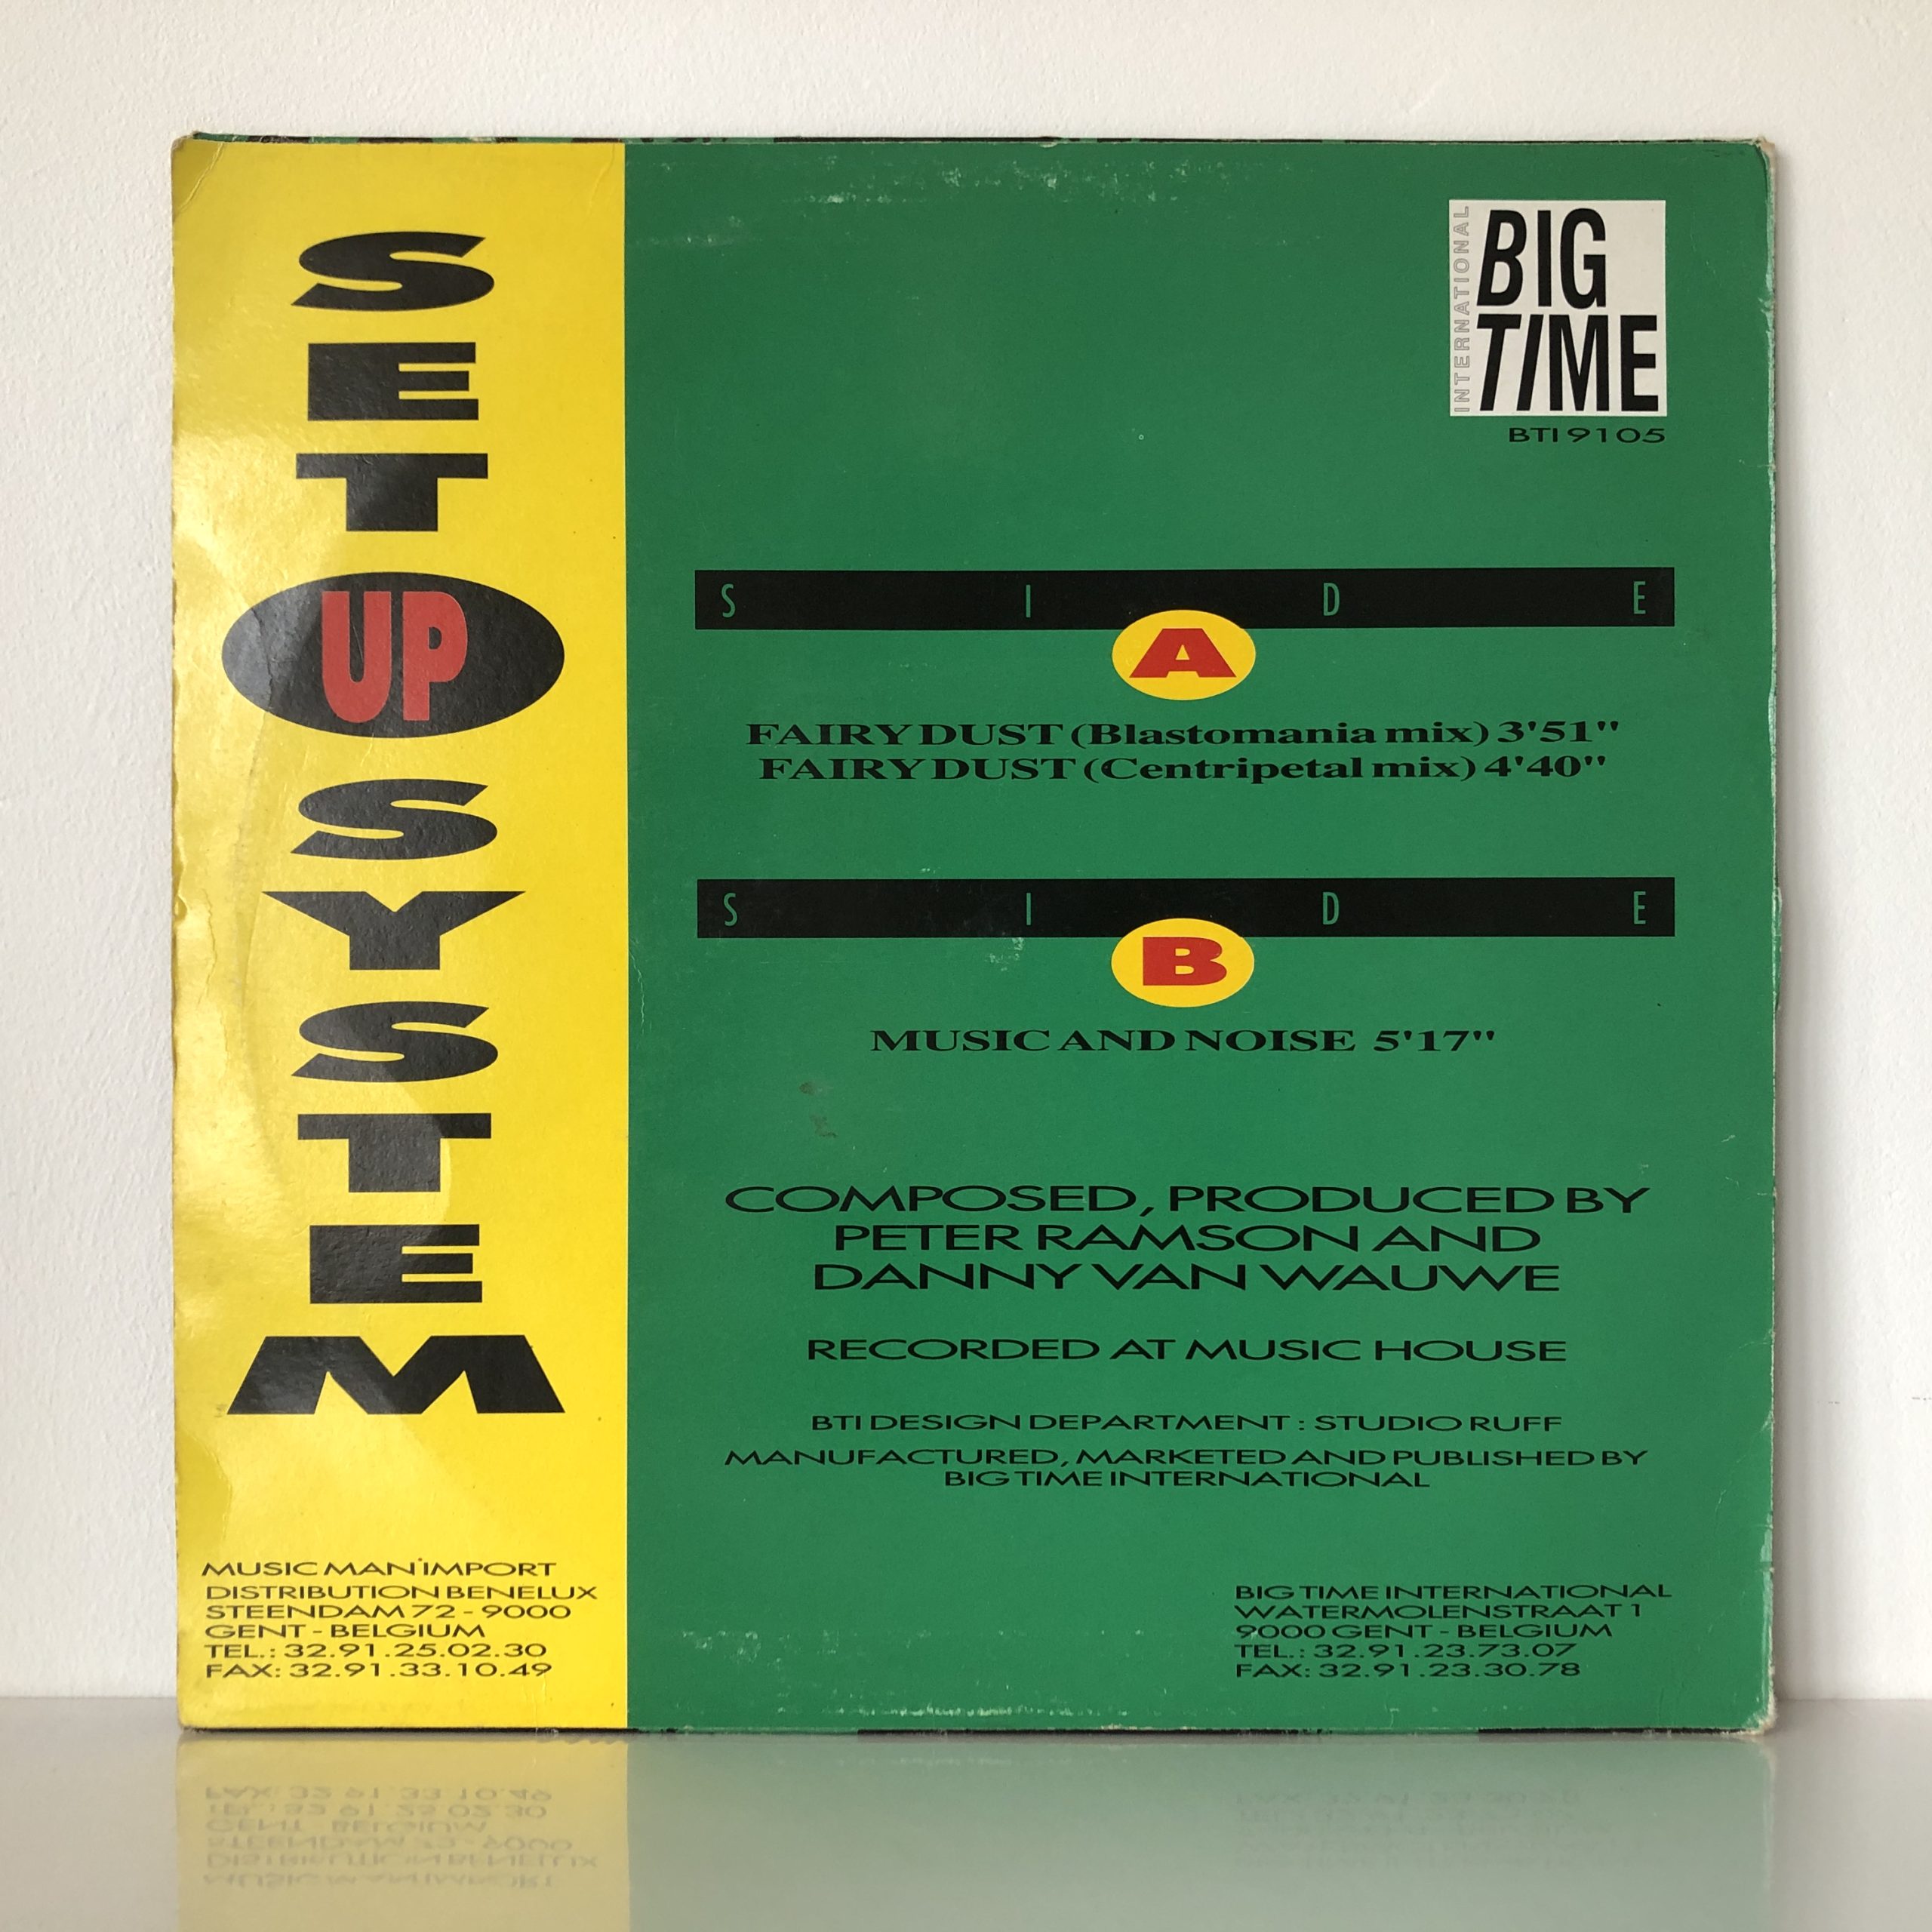 SET
UP
SYSTEM
INTERNATIONAL
BIG
TIME
BTI 9105
SIDE
A
FAIRY DUST (Blastomania mix) 3'51"
FAIRY DUST (Centripetal mix) 4'40"
SIDE
B
MUSIC AND NOISE 5'17"
COMPOSED, PRODUCED BY
PETER RAMSON AND
DANNY VAN WAUWE
RECORDED AT MUSIC HOUSE
BTI DESIGN DEPARTMENT : STUDIO RUFF
MANUFACTURED, MARKETED AND PUBLISHED BY
BIG TIME INTERNATIONAL
MUSIC MAN IMPORT
DISTRIBUTION BENELUX
STEENDAM 72 - 9000
GENT - BELGIUM
TEL.: 32.91.25.02.30
FAX: 32.91.33.10.49
BIG TIME INTERNATIONAL
WATERMOLENSTRAAT 1
9000 GENT - BELGIUM
TEL.: 32.91.23.73.07
FAX: 32.91.23.30.78